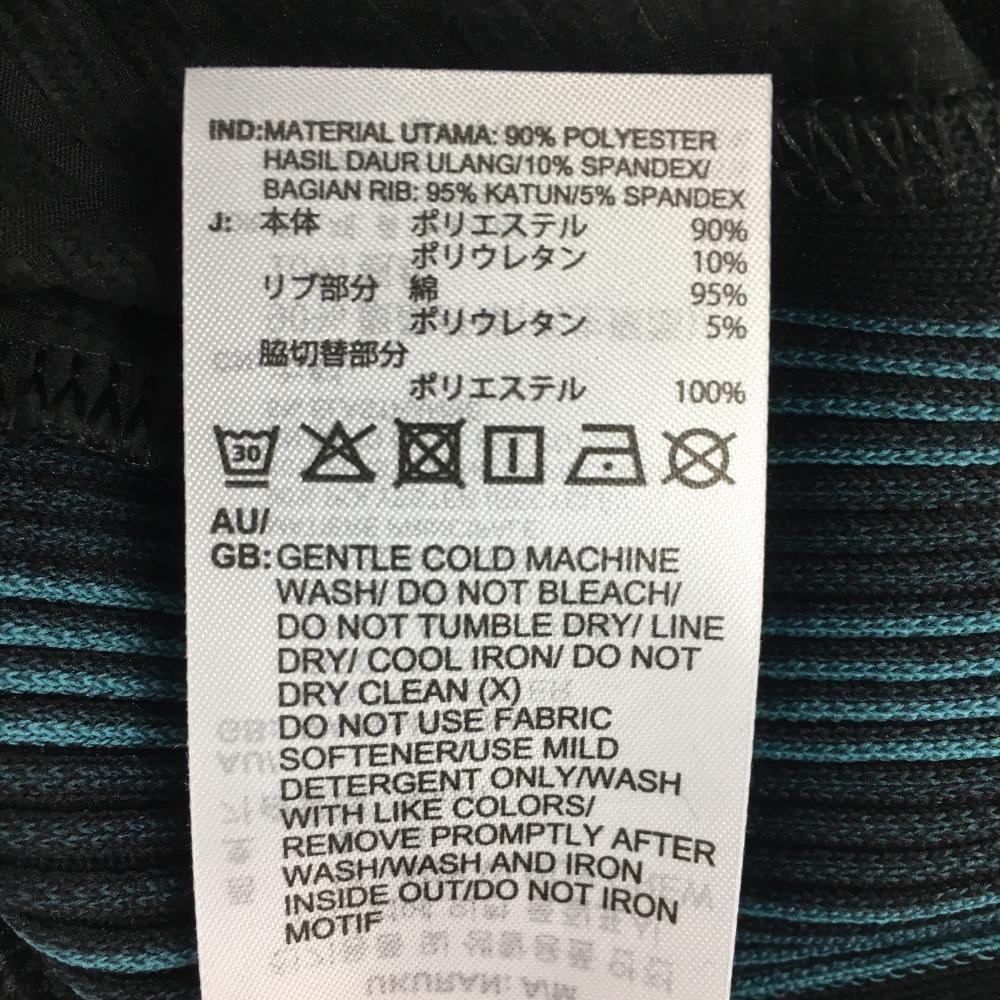 IND:MATERIAL UTAMA: 90% POLYESTER
HASIL DAUR ULANG/10% SPANDEX/
BAGIAN RIB: 95% KATUN/5% SPANDEX
J: 本体 ポリエステル 90%
ポリウレタン 10%
リブ部分 綿 95%
ポリウレタン 5%
脇切替部分
ポリエステル 100%
30
AU/
GB:GENTLE COLD MACHINE
WASH/ DO NOT BLEACH/
DO NOT TUMBLE DRY/ LINE
DRY/ COOL IRON/ DO NOT
DRY CLEAN (X)
DO NOT USE FABRIC
SOFTENER/USE MILD
DETERGENT ONLY/WASH
WITH LIKE COLORS/
REMOVE PROMPTLY AFTER
WASH/WASH AND IRON
INSIDE OUT/DO NOT IRON
MOTIF